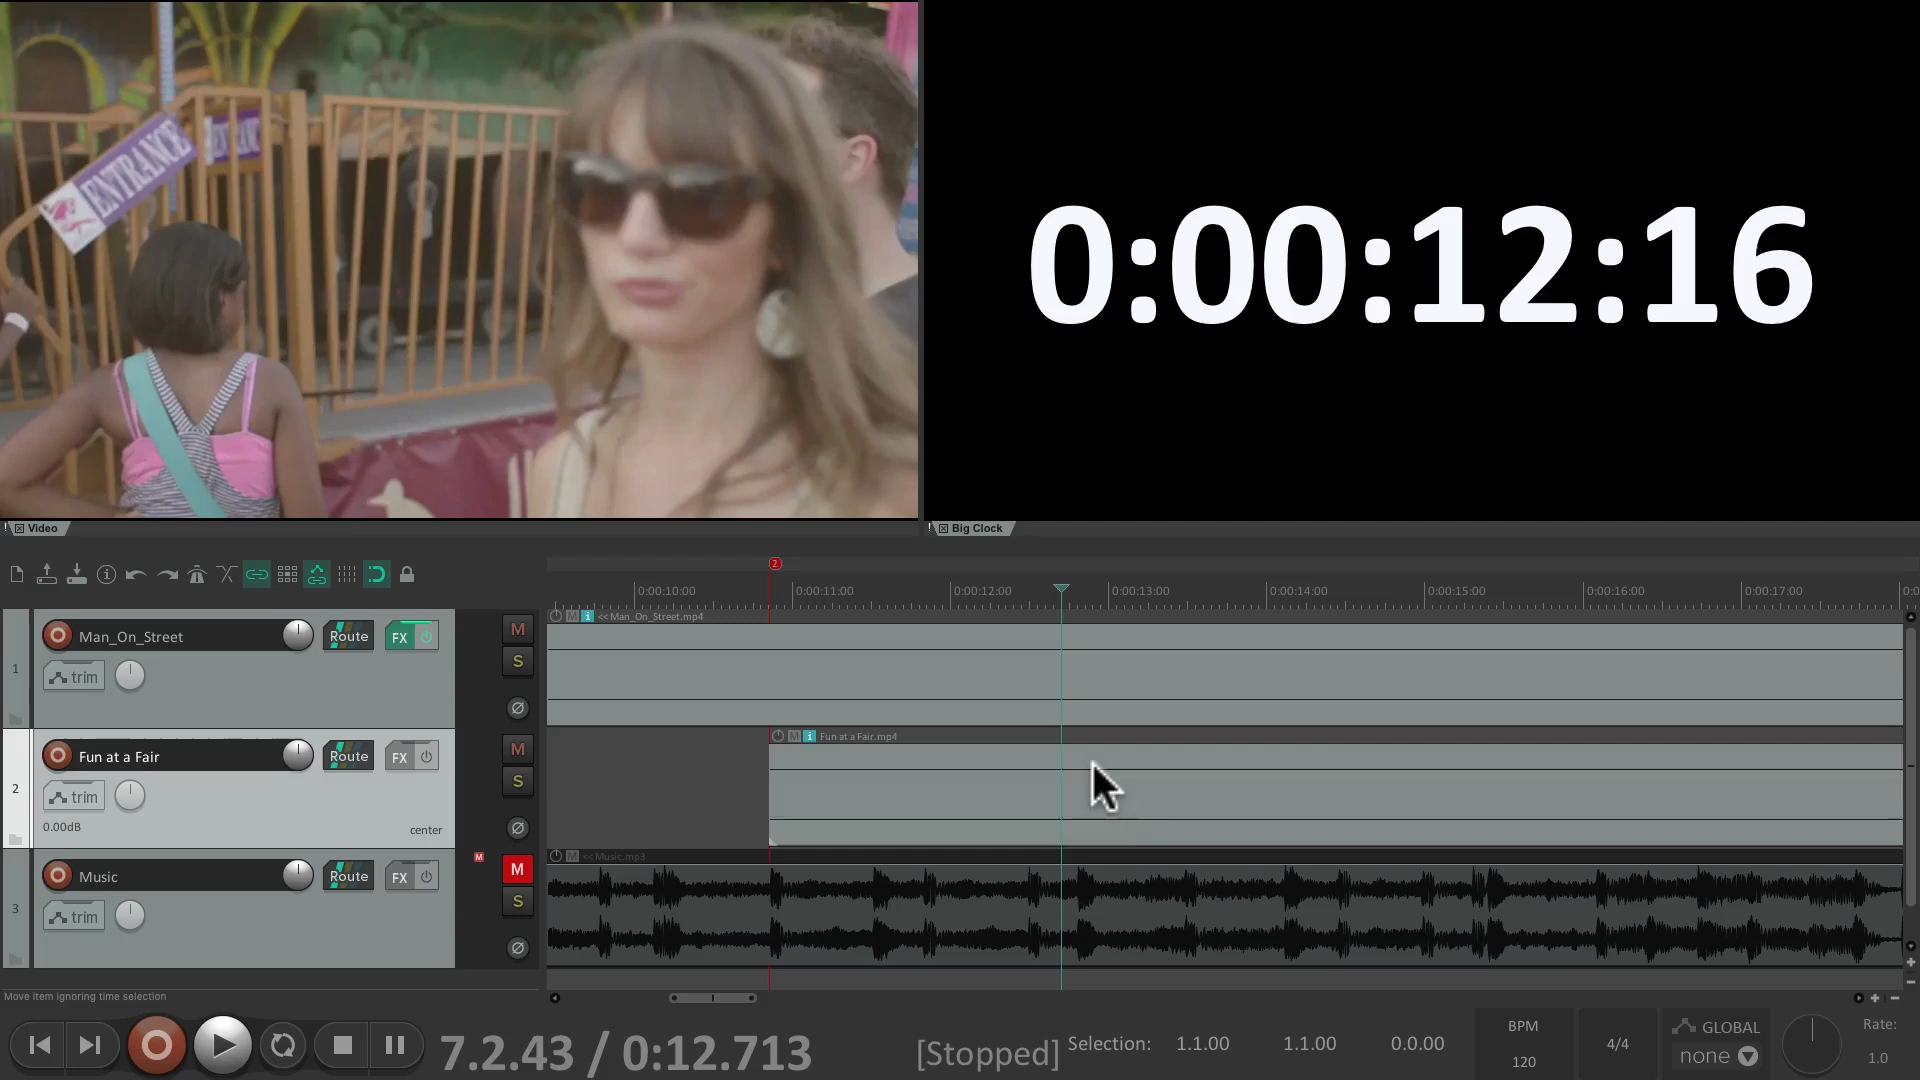 ENTRANCE
0:00:12:16
Video
Big Clock
2
0:00:10:00
0:00:11:00
0:00:12:00
0:00:13:00
0:00:14:00
0:00:15:00
0:00:16:00
0:00:17:00
1
Man_On_Street
Route
FX
M
S
trim
M i <<Man_On_Street.mp4
2
Fun at a Fair
Route
FX
M
S
trim
0.00dB
center
M i Fun at a Fair.mp4
3
Music
Route
FX
M
M
S
trim
M <<Music.mp3
Move item ignoring time selection
7.2.43 / 0:12.713
[Stopped]
Selection: 1.1.00 1.1.00 0.0.00
BPM
120
4/4
GLOBAL
none
Rate:
1.0